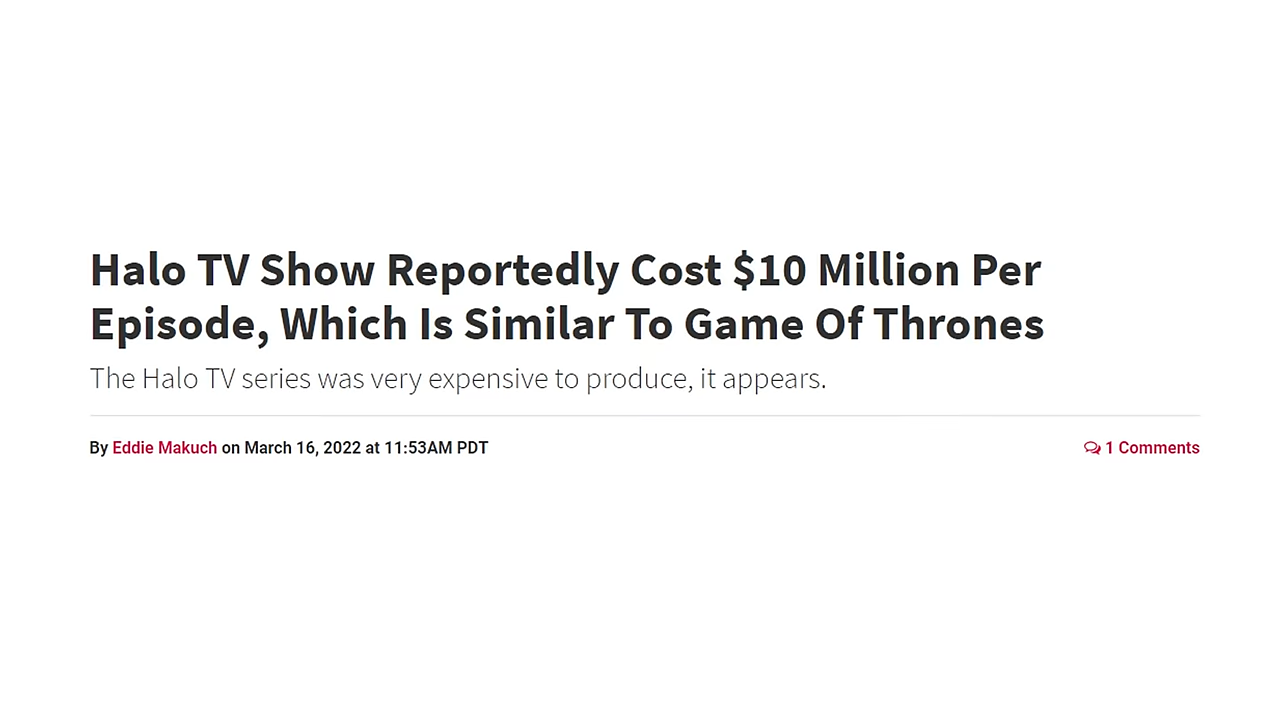 Halo TV Show Reportedly Cost $10 Million Per
Episode, Which Is Similar To Game Of Thrones
The Halo TV series was very expensive to produce, it appears.
By Eddie Makuch on March 16, 2022 at 11:53AM PDT
1 Comments